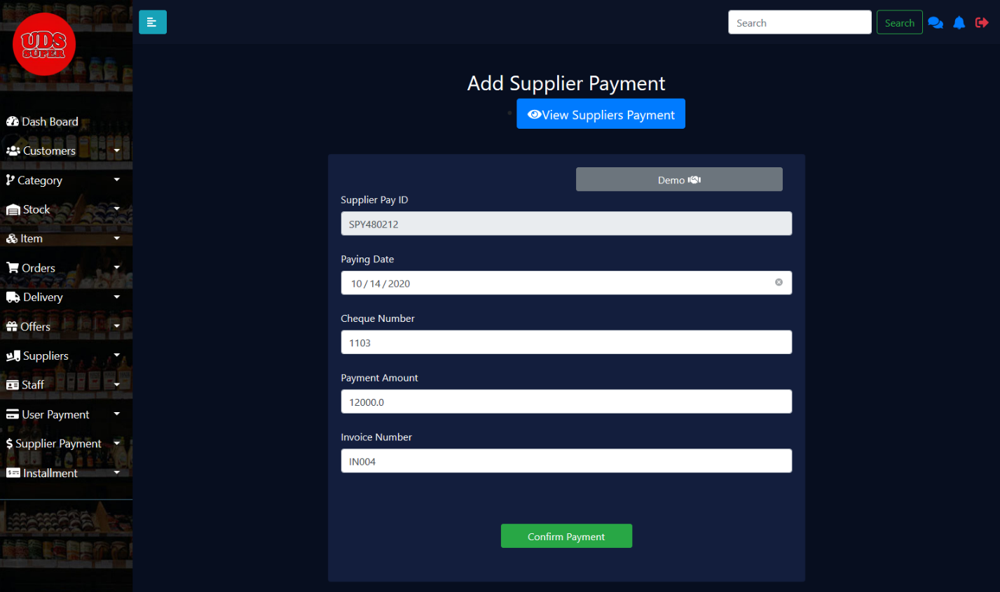 UDS
SUPER
Search
Search
Dash Board
Customers
Category
Stock
Item
Orders
Delivery
Offers
Suppliers
Staff
User Payment
Supplier Payment
Installment
Add Supplier Payment
View Suppliers Payment
Demo
Supplier Pay ID
SPY480212
Paying Date
10 / 14 / 2020
Cheque Number
1103
Payment Amount
12000.0
Invoice Number
IN004
Confirm Payment